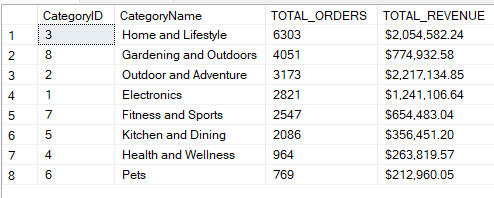 CategoryID CategoryName TOTAL_ORDERS TOTAL_REVENUE
1 3 Home and Lifestyle 6303 $2,054,582.24
2 8 Gardening and Outdoors 4051 $774,932.58
3 2 Outdoor and Adventure 3173 $2,217,134.85
4 1 Electronics 2821 $1,241,106.64
5 7 Fitness and Sports 2547 $654,483.04
6 5 Kitchen and Dining 2086 $356,451.20
7 4 Health and Wellness 964 $263,819.57
8 6 Pets 769 $212,960.05